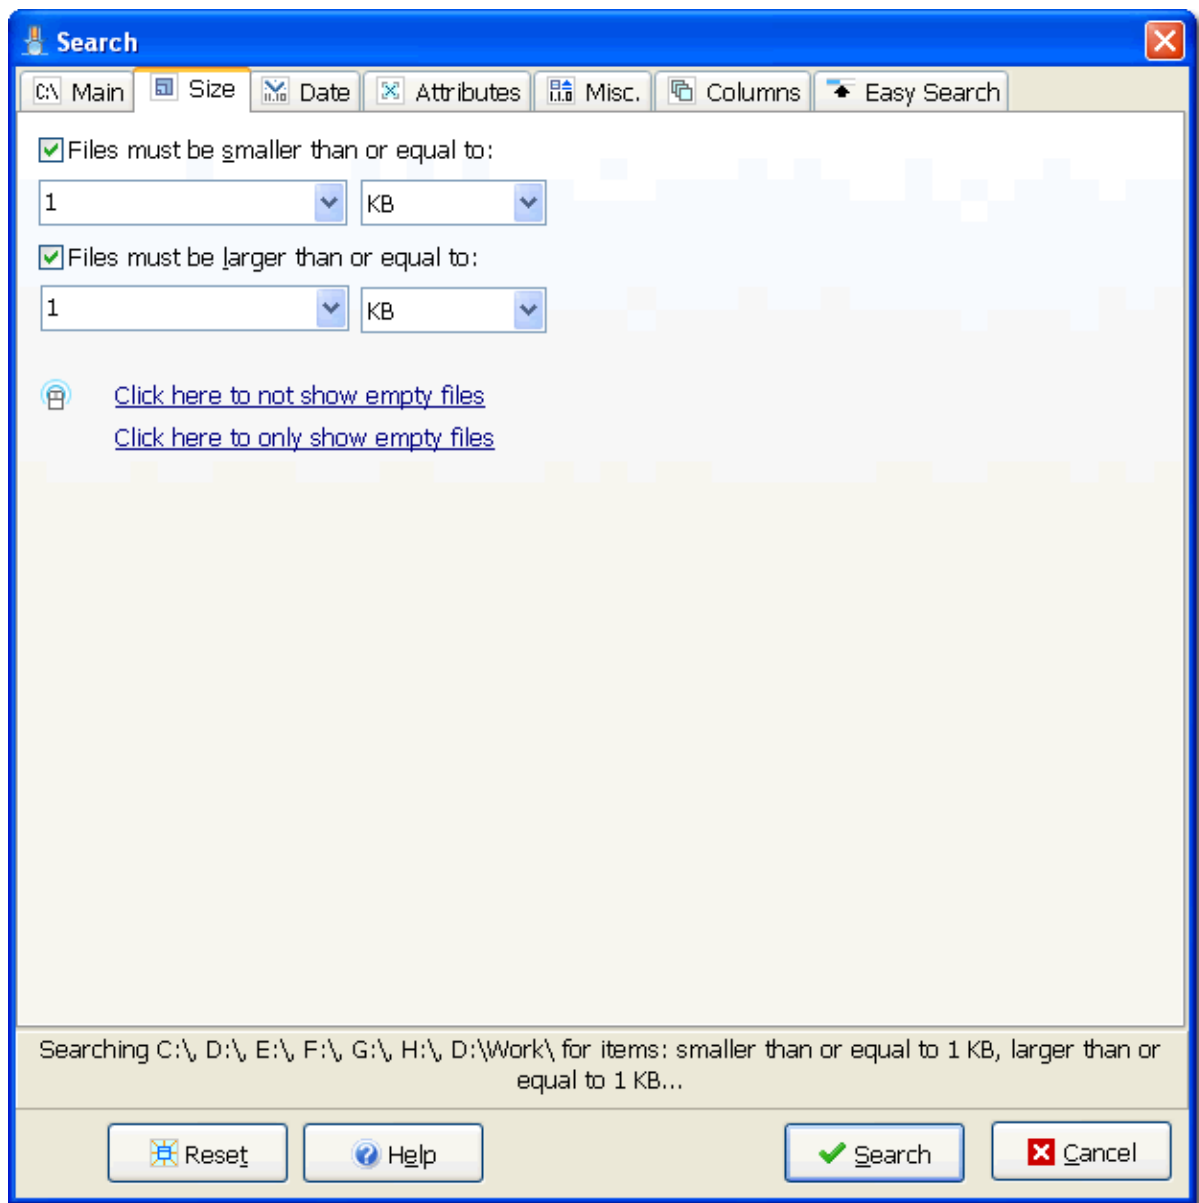 Search
C:\ Main Size Date Attributes Misc. Columns Easy Search
Files must be smaller than or equal to:
1 KB
Files must be larger than or equal to:
1 KB
Click here to not show empty files
Click here to only show empty files
Searching C:\, D:\, E:\, F:\, G:\, H:\, D:\Work\ for items: smaller than or equal to 1 KB, larger than or
equal to 1 KB...
Reset Help Search Cancel